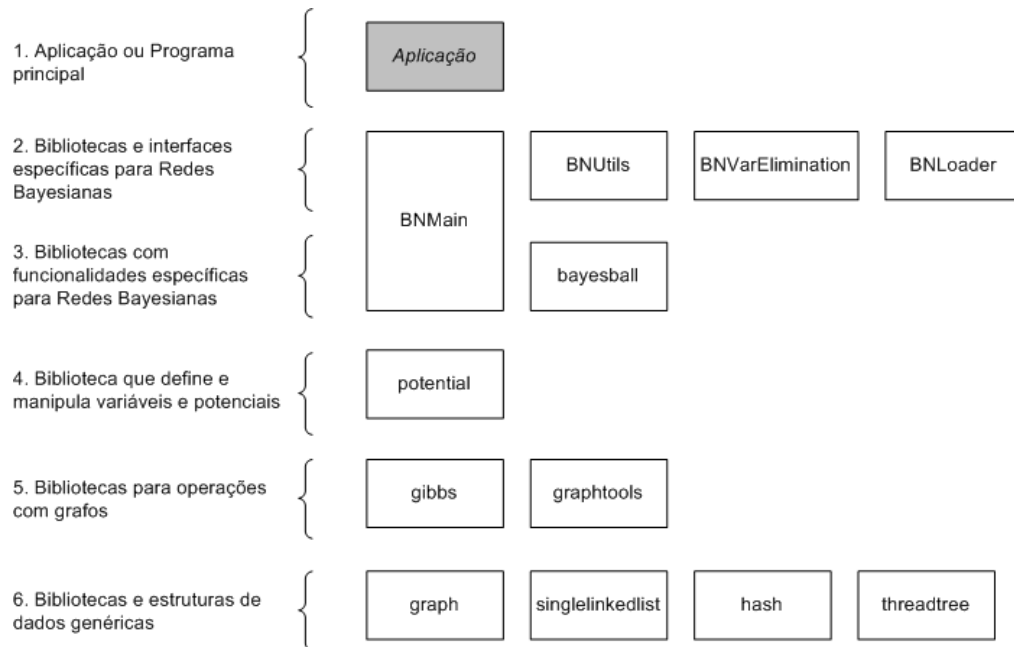 1. Aplicação ou Programa
principal
Aplicação
2. Bibliotecas e interfaces
específicas para Redes
Bayesianas
BNMain
BNUtils
BNVarElimination
BNLoader
3. Bibliotecas com
funcionalidades específicas
para Redes Bayesianas
bayesball
4. Biblioteca que define e
manipula variáveis e potenciais
potential
5. Bibliotecas para operações
com grafos
gibbs
graphtools
6. Bibliotecas e estruturas de
dados genéricas
graph
singlelinkedlist
hash
threadtree